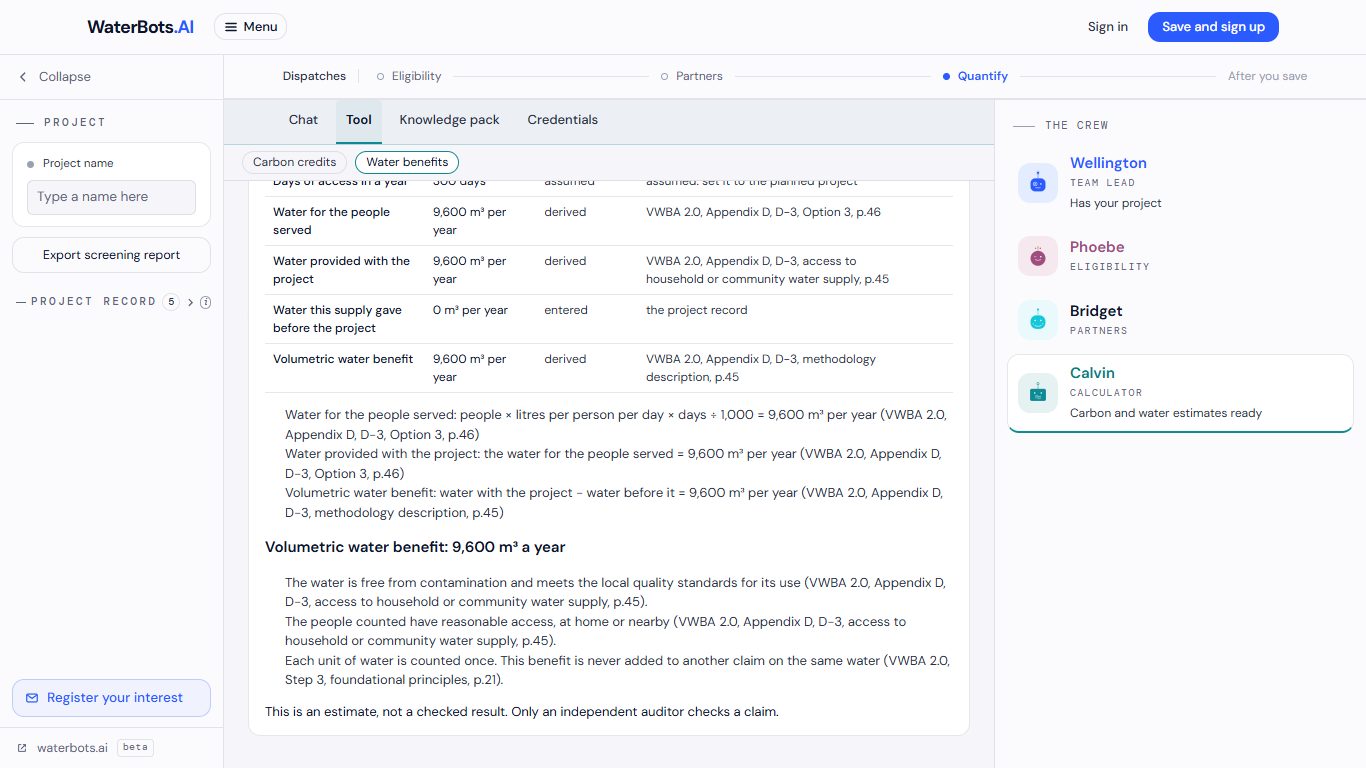 WaterBots.AI
Menu
Sign in
Save and sign up
Collapse
Dispatches
Eligibility
Partners
Quantify
After you save
PROJECT
Project name
Type a name here
Export screening report
PROJECT RECORD 5
Register your interest
waterbots.ai beta
Chat
Tool
Knowledge pack
Credentials
Carbon credits
Water benefits
Days of access in a year 300 days assumed assumed: set it to the planned project
Water for the people 9,600 m³ per derived VWBA 2.0, Appendix D, D-3, Option 3, p.46
served year
Water provided with the 9,600 m³ per derived VWBA 2.0, Appendix D, D-3, access to
project year household or community water supply, p.45
Water this supply gave 0 m³ per year entered the project record
before the project
Volumetric water benefit 9,600 m³ per derived VWBA 2.0, Appendix D, D-3, methodology
year description, p.45
Water for the people served: people × litres per person per day × days ÷ 1,000 = 9,600 m³ per year (VWBA 2.0,
Appendix D, D-3, Option 3, p.46)
Water provided with the project: the water for the people served = 9,600 m³ per year (VWBA 2.0, Appendix D,
D-3, Option 3, p.46)
Volumetric water benefit: water with the project − water before it = 9,600 m³ per year (VWBA 2.0, Appendix D,
D-3, methodology description, p.45)
Volumetric water benefit: 9,600 m³ a year
The water is free from contamination and meets the local quality standards for its use (VWBA 2.0, Appendix D,
D-3, access to household or community water supply, p.45).
The people counted have reasonable access, at home or nearby (VWBA 2.0, Appendix D, D-3, access to
household or community water supply, p.45).
Each unit of water is counted once. This benefit is never added to another claim on the same water (VWBA 2.0,
Step 3, foundational principles, p.21).
This is an estimate, not a checked result. Only an independent auditor checks a claim.
THE CREW
Wellington
TEAM LEAD
Has your project
Phoebe
ELIGIBILITY
Bridget
PARTNERS
Calvin
CALCULATOR
Carbon and water estimates ready